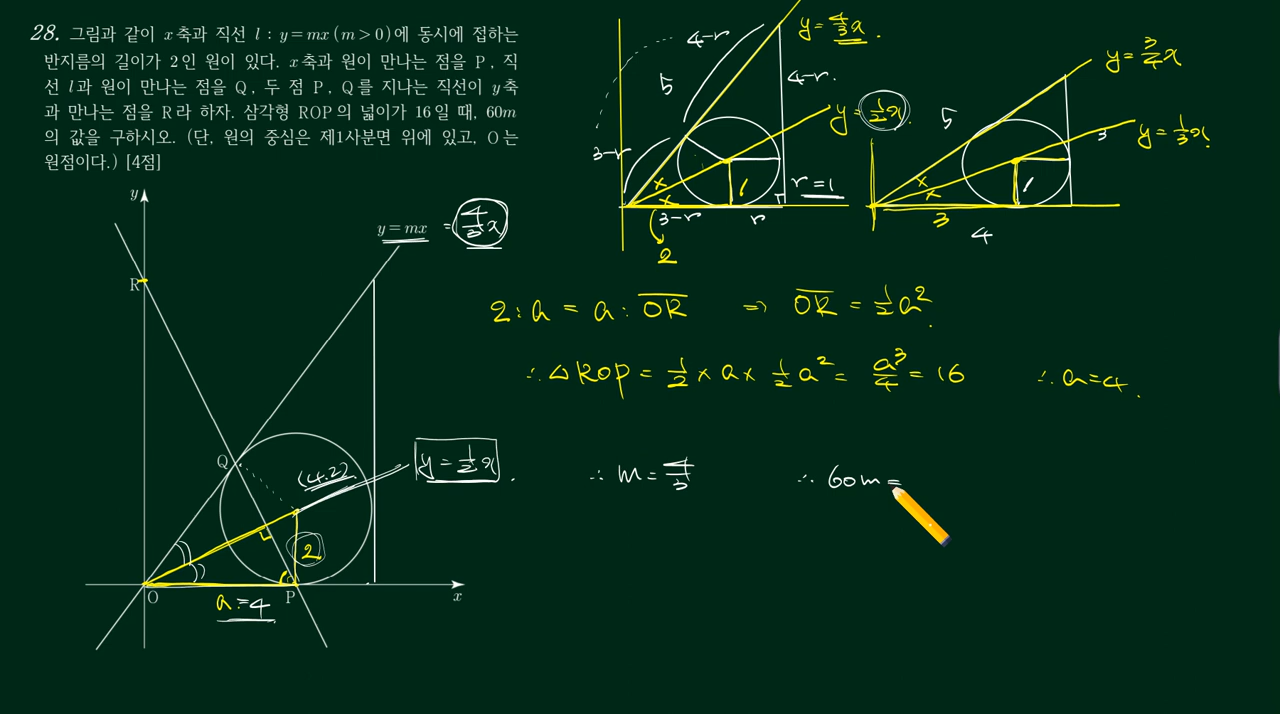 28. 그림과 같이 x축과 직선 l : y=mx(m>0)에 동시에 접하는
반지름의 길이가 2인 원이 있다. x축과 원이 만나는 점을 P, 직
선 l과 원이 만나는 점을 Q, 두 점 P, Q를 지나는 직선이 y축
과 만나는 점을 R라 하자. 삼각형 ROP의 넓이가 16일 때, 60m
의 값을 구하시오. (단, 원의 중심은 제1사분면 위에 있고, O는
원점이다.) [4점]
y
y=mx = 4/3 x
R
Q
(4.2)
y = 1/2 x .
2
O
P
x
a=4
4-r
y = 4/3 x .
5
4-r.
y = 1/2 x .
3-r
x
x
1
r=1
3-r
r
2
y = 3/4 x
5
3
y = 1/3 x .
x
x
1
3
4
2 : a = a : OR ⇒ OR = 1/2 a² .
∴ △ROP = 1/2 × a × 1/2 a² = a³/4 = 16 ∴ a=4 .
∴ m = 4/3 ∴ 60m =